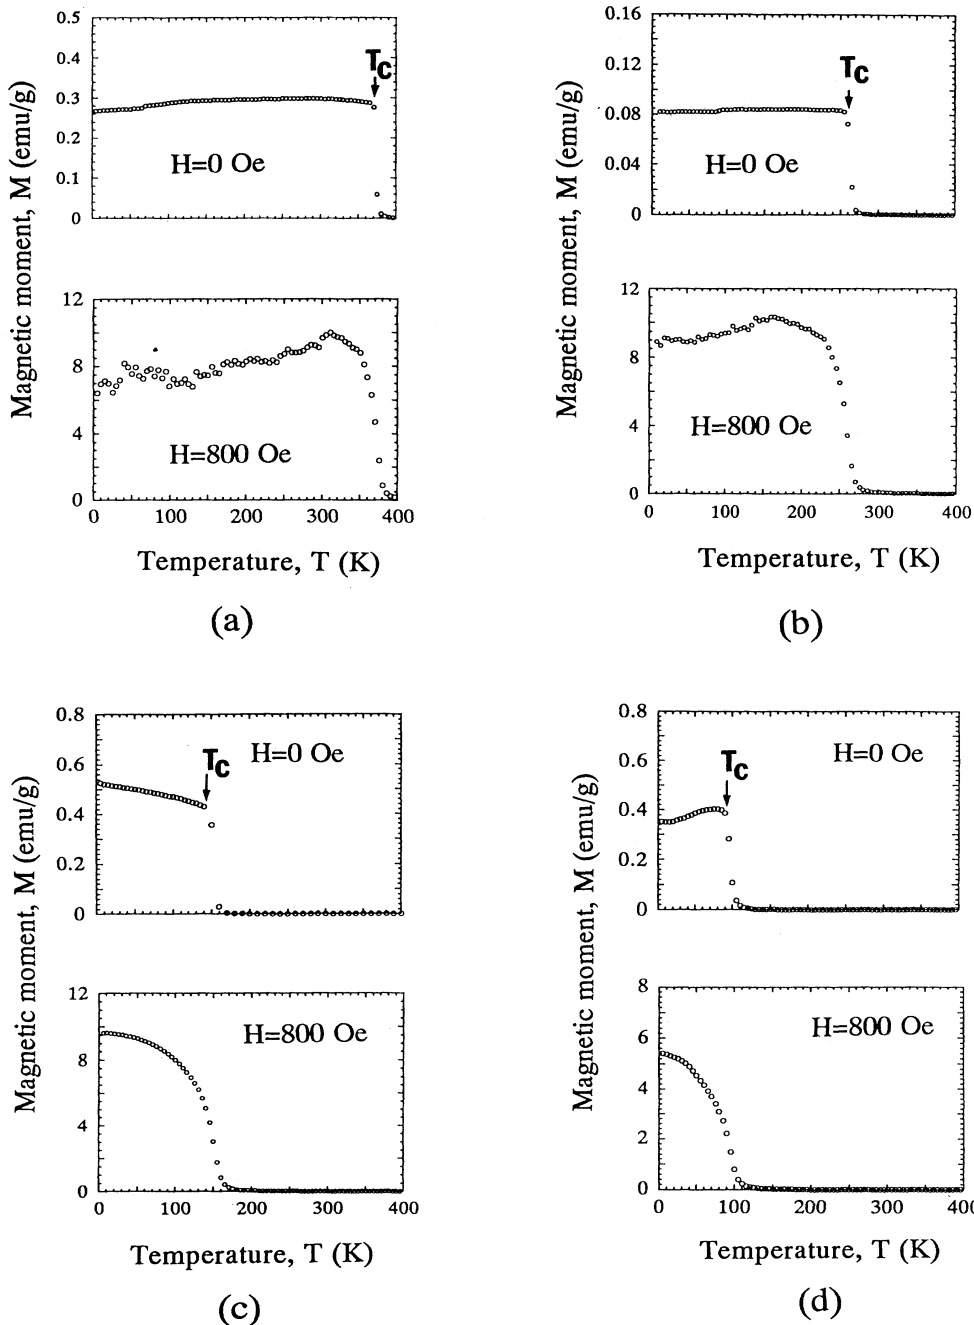 0.5
0.4
0.3
0.2
0.1
0
T_C
H=0 Oe
12
8
4
0
H=800 Oe
0 100 200 300 400
Magnetic moment, M (emu/g)
Temperature, T (K)
(a)
0.16
0.12
0.08
0.04
0
T_C
H=0 Oe
12
8
4
0
H=800 Oe
0 100 200 300 400
Magnetic moment, M (emu/g)
Temperature, T (K)
(b)
0.8
0.6
0.4
0.2
0
T_C
H=0 Oe
12
8
4
0
H=800 Oe
0 100 200 300 400
Magnetic moment, M (emu/g)
Temperature, T (K)
(c)
0.8
0.6
0.4
0.2
0
T_C
H=0 Oe
8
6
4
2
0
H=800 Oe
0 100 200 300 400
Magnetic moment, M (emu/g)
Temperature, T (K)
(d)